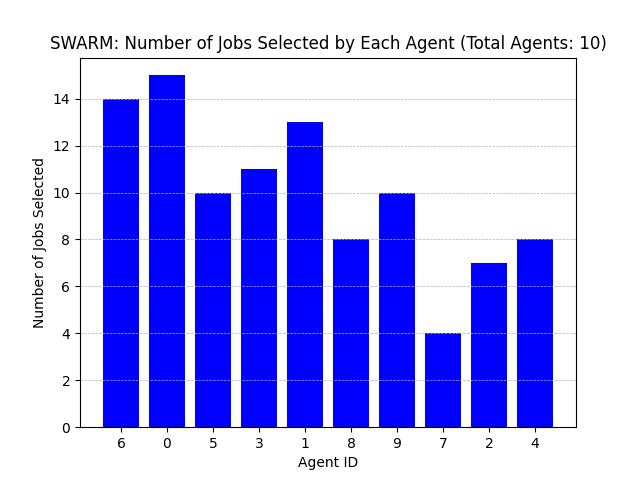 SWARM: Number of Jobs Selected by Each Agent (Total Agents: 10)
14
12
10
8
6
4
2
0
Number of Jobs Selected
6 0 5 3 1 8 9 7 2 4
Agent ID